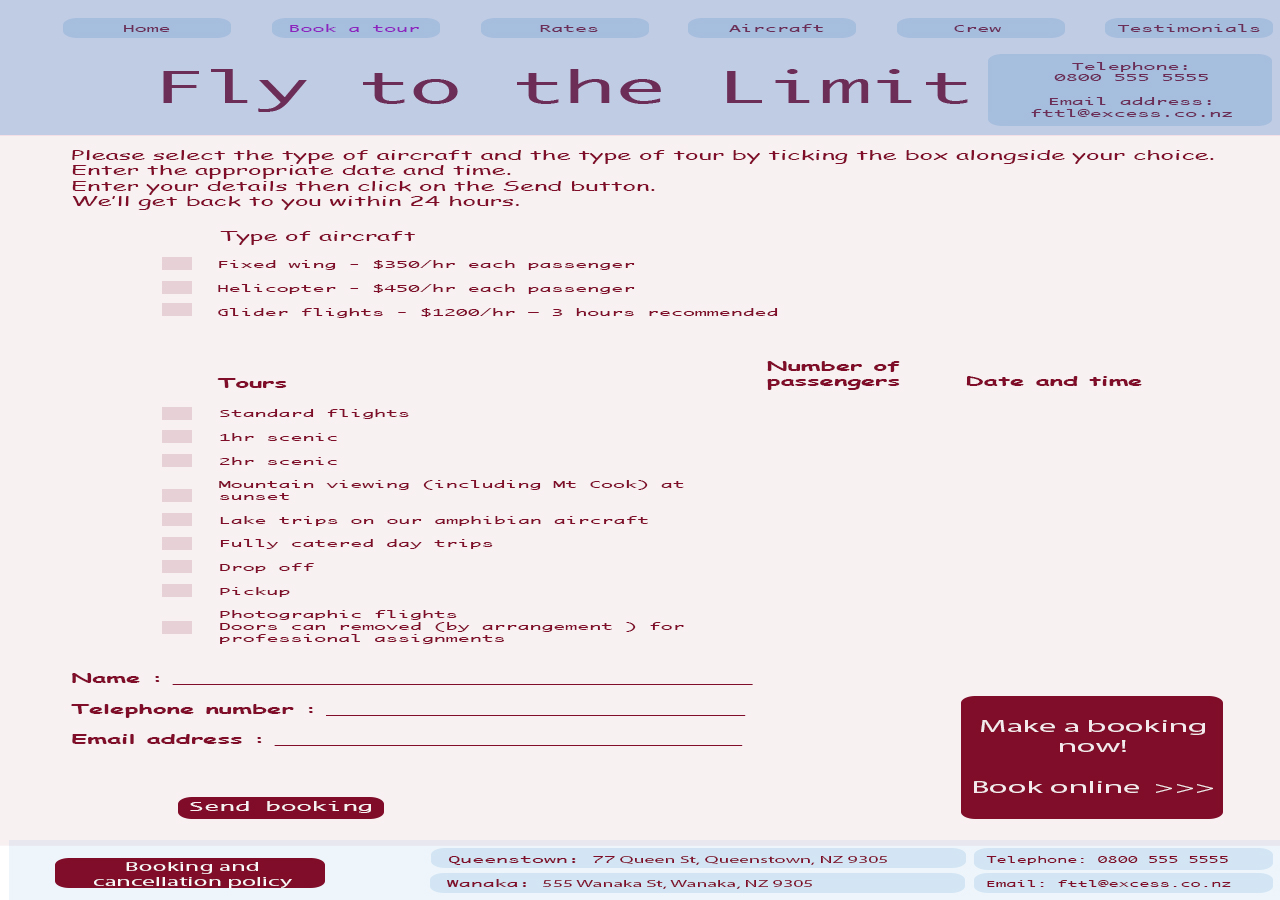 Home
Book a tour
Rates
Aircraft
Crew
Testimonials
Fly to the Limit
Telephone:
0800 555 5555
Email address:
fttl@excess.co.nz
Please select the type of aircraft and the type of tour by ticking the box alongside your choice.
Enter the appropriate date and time.
Enter your details then click on the Send button.
We'll get back to you within 24 hours.
Type of aircraft
Fixed wing - $350/hr each passenger
Helicopter - $450/hr each passenger
Glider flights - $1200/hr – 3 hours recommended
Tours
Number of
passengers
Date and time
Standard flights
1hr scenic
2hr scenic
Mountain viewing (including Mt Cook) at
sunset
Lake trips on our amphibian aircraft
Fully catered day trips
Drop off
Pickup
Photographic flights
Doors can removed (by arrangement ) for
professional assignments
Name :
Telephone number :
Email address :
Make a booking
now!
Book online >>>
Send booking
Booking and
cancellation policy
Queenstown: 77 Queen St, Queenstown, NZ 9305
Telephone: 0800 555 5555
Wanaka: 555 Wanaka St, Wanaka, NZ 9305
Email: fttl@excess.co.nz